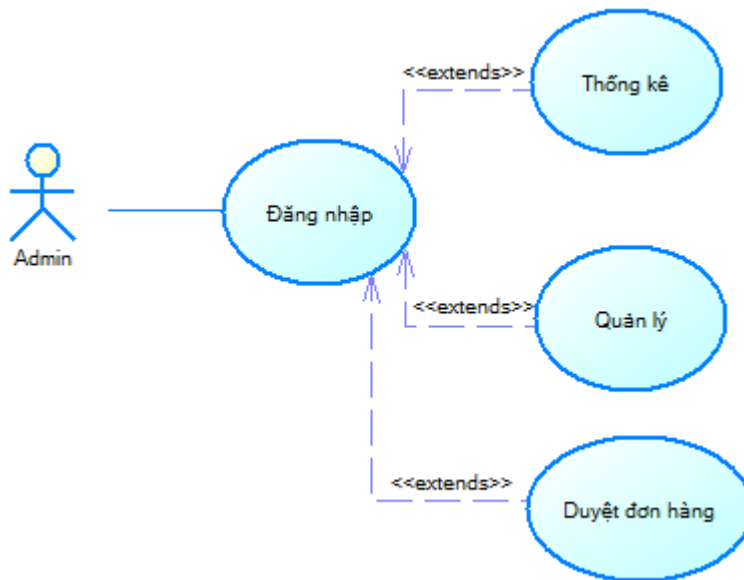 <<extends>>
Thống kê
Đăng nhập
Admin
<<extends>>
Quản lý
<<extends>>
Duyệt đơn hàng